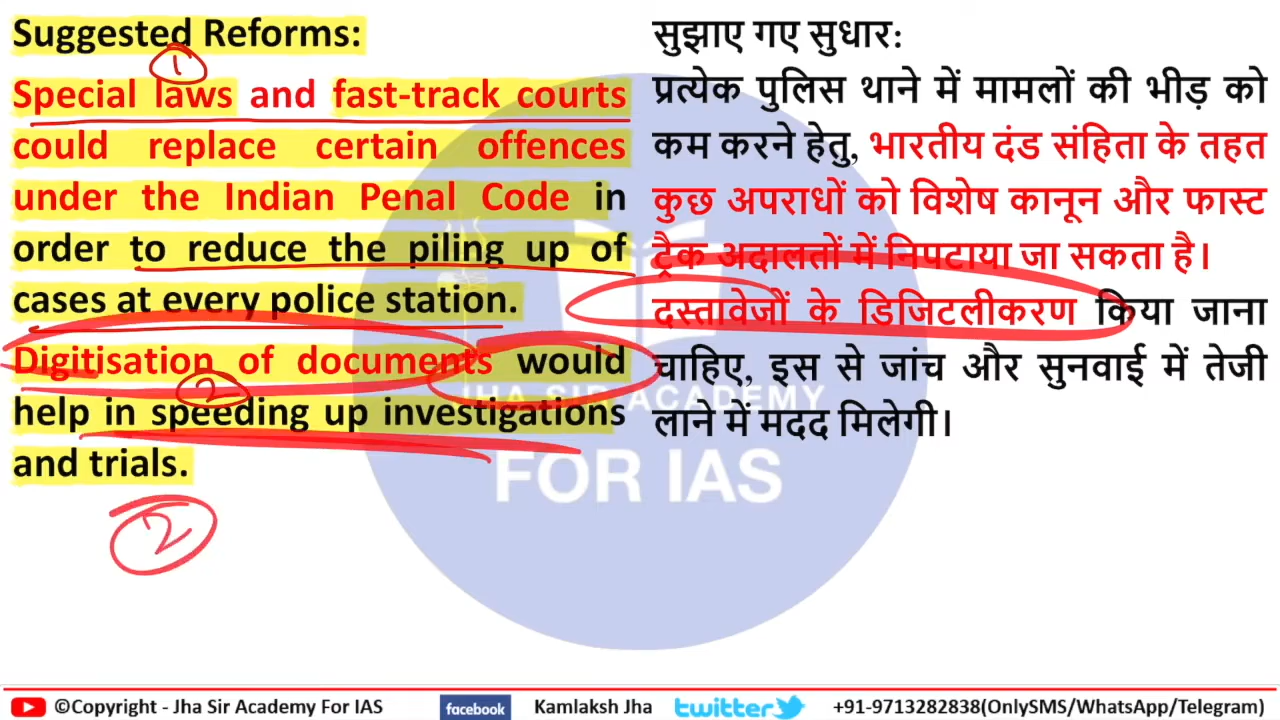 Suggested Reforms:
1
Special laws and fast-track courts
could replace certain offences
under the Indian Penal Code in
order to reduce the piling up of
cases at every police station.
Digitisation of documents would
2
help in speeding up investigations
and trials.
2
सुझाए गए सुधार:
प्रत्येक पुलिस थाने में मामलों की भीड़ को
कम करने हेतु, भारतीय दंड संहिता के तहत
कुछ अपराधों को विशेष कानून और फास्ट
ट्रैक अदालतों में निपटाया जा सकता है।
दस्तावेजों के डिजिटलीकरण किया जाना
चाहिए, इस से जांच और सुनवाई में तेजी
लाने में मदद मिलेगी।
JHA SIR ACADEMY
FOR IAS
©Copyright - Jha Sir Academy For IAS facebook Kamlaksh Jha twitter +91-9713282838(OnlySMS/WhatsApp/Telegram)